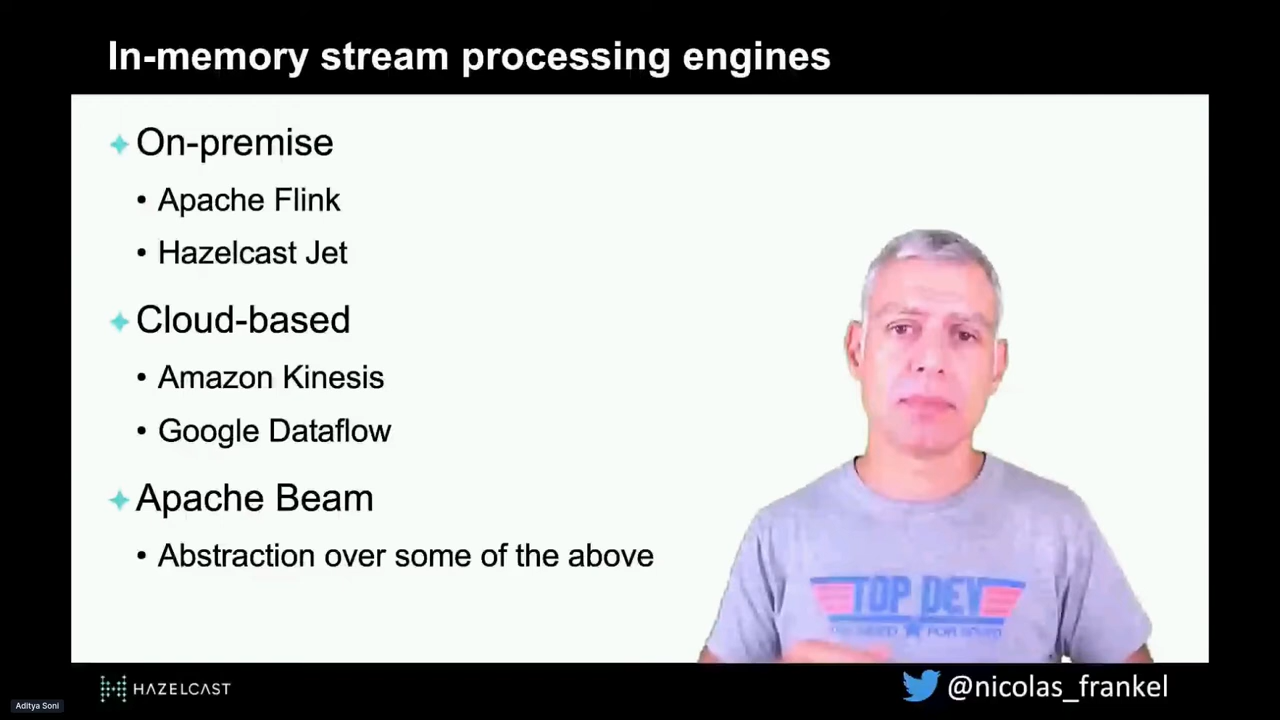 In-memory stream processing engines
On-premise
• Apache Flink
• Hazelcast Jet
Cloud-based
• Amazon Kinesis
• Google Dataflow
Apache Beam
• Abstraction over some of the above
TOP DEV
FOR
HAZELCAST
@nicolas_frankel
Aditya Soni